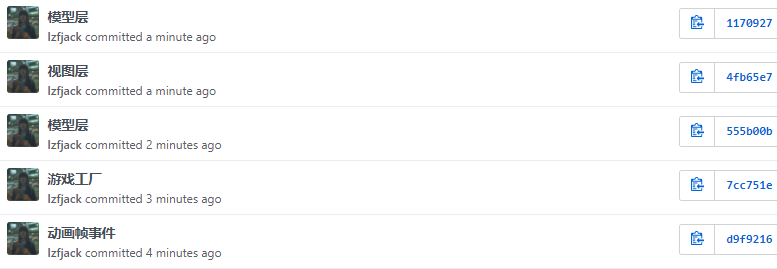 模型层
lzfjack committed a minute ago
1170927
视图层
lzfjack committed a minute ago
4fb65e7
模型层
lzfjack committed 2 minutes ago
555b00b
游戏工厂
lzfjack committed 3 minutes ago
7cc751e
动画帧事件
lzfjack committed 4 minutes ago
d9f9216